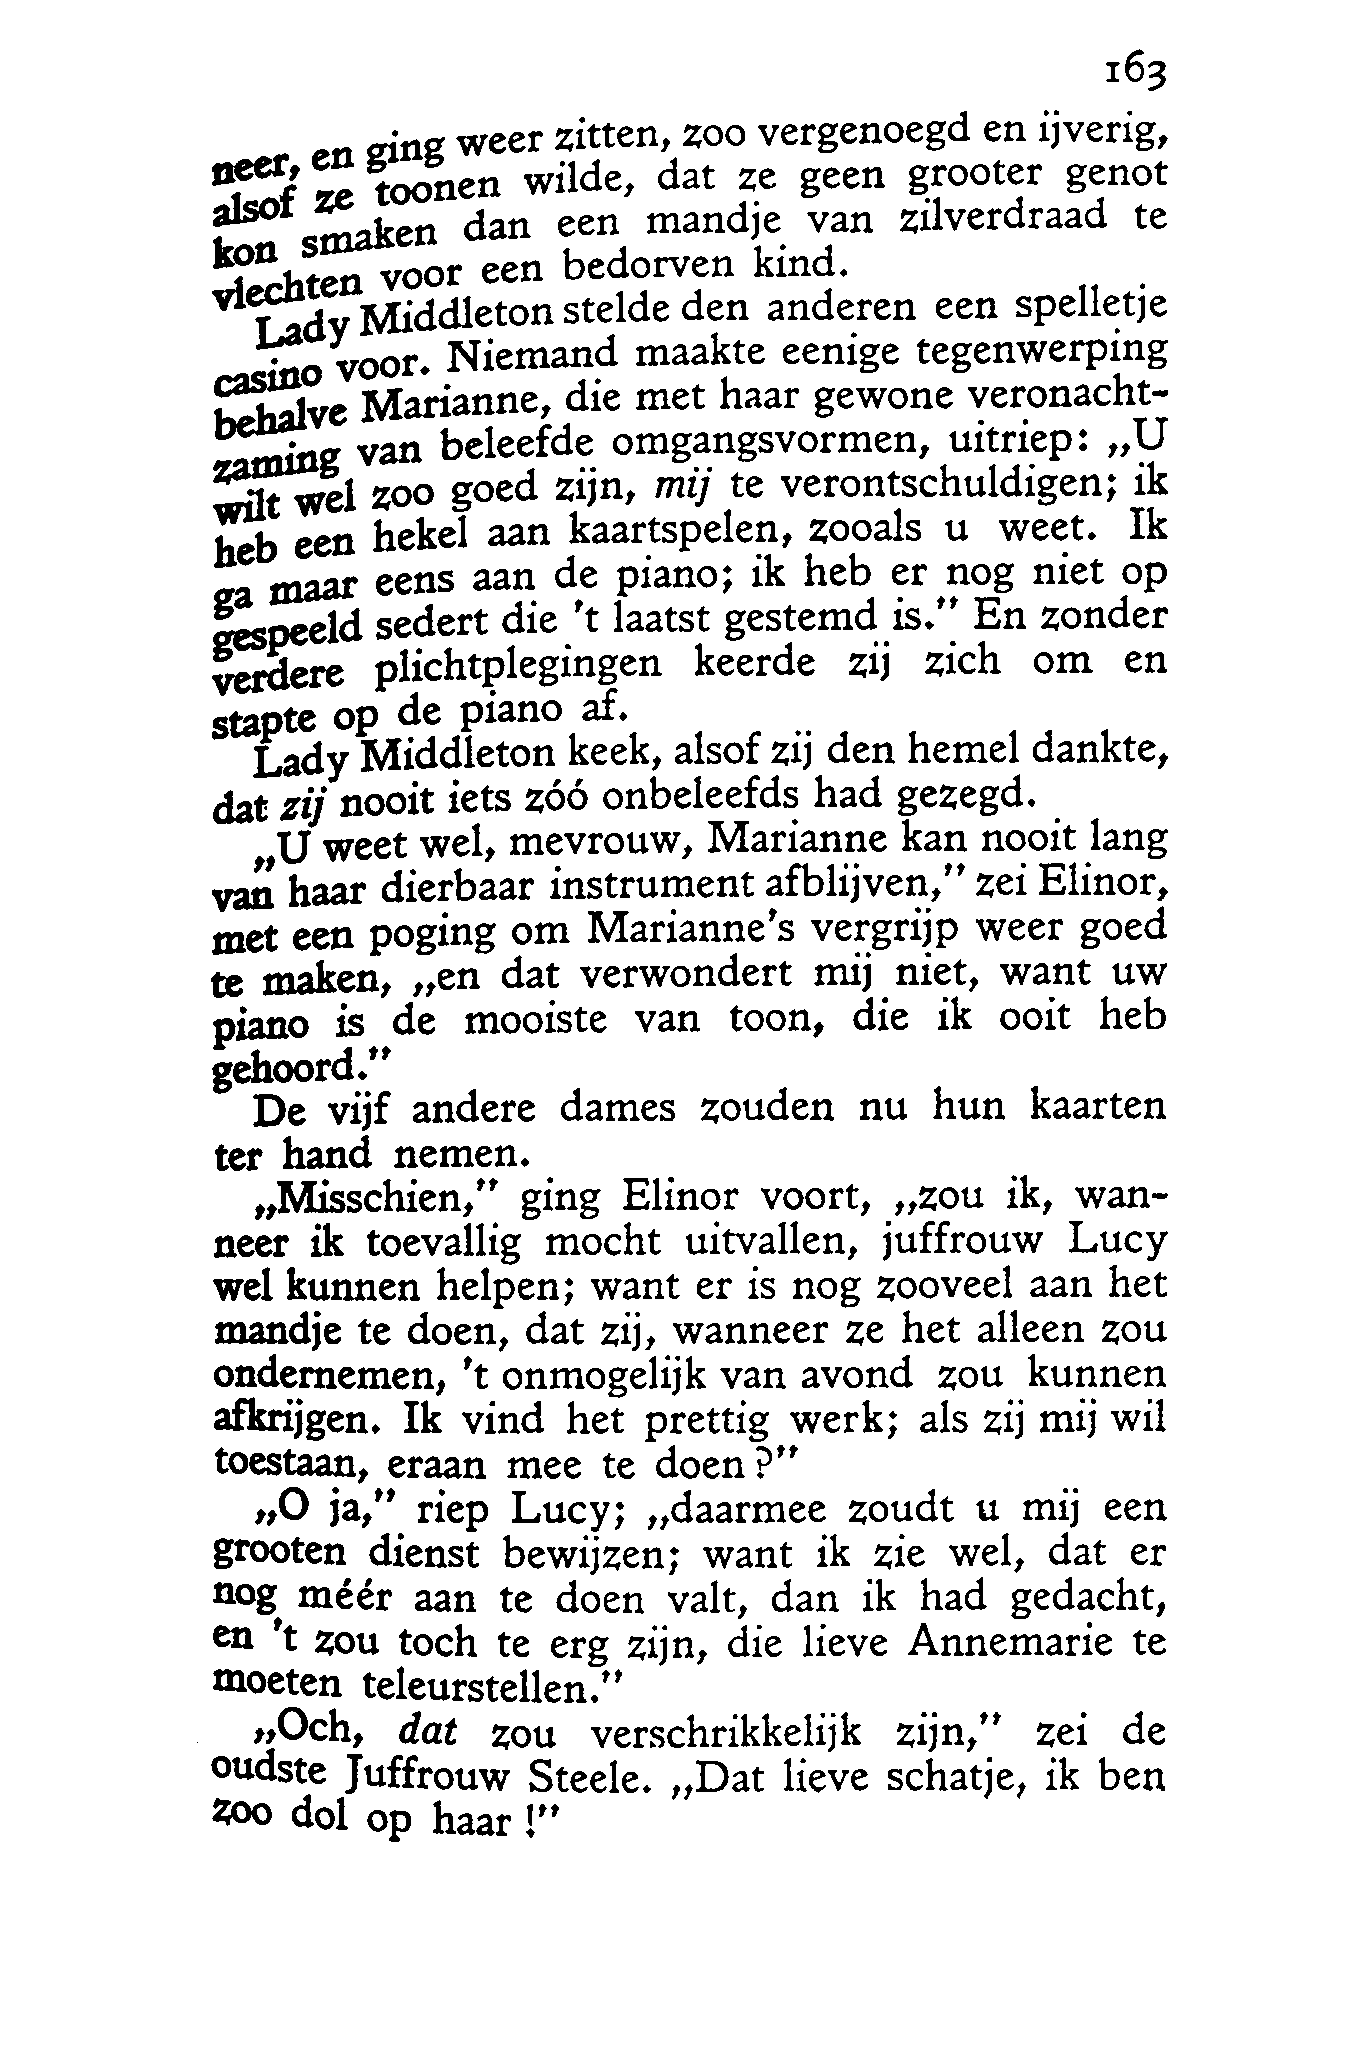 163
neer, en ging weer zitten, zoo vergenoegd en ijverig,
alsof ze toonen wilde, dat ze geen grooter genot
kon smaken dan een mandje van zilverdraad te
vlechten voor een bedorven kind.
Lady Middleton stelde den anderen een spelletje
casino voor. Niemand maakte eenige tegenwerping
behalve Marianne, die met haar gewone veronacht-
zaming van beleefde omgangsvormen, uitriep: „U
wilt wel zoo goed zijn, mij te verontschuldigen; ik
heb een hekel aan kaartspelen, zooals u weet. Ik
ga maar eens aan de piano; ik heb er nog niet op
gespeeld sedert die 't laatst gestemd is.” En zonder
verdere plichtplegingen keerde zij zich om en
stapte op de piano af.
Lady Middleton keek, alsof zij den hemel dankte,
dat zij nooit iets zóó onbeleefds had gezegd.
„U weet wel, mevrouw, Marianne kan nooit lang
van haar dierbaar instrument afblijven,” zei Elinor,
met een poging om Marianne's vergrijp weer goed
te maken, „en dat verwondert mij niet, want uw
piano is de mooiste van toon, die ik ooit heb
gehoord.”
De vijf andere dames zouden nu hun kaarten
ter hand nemen.
„Misschien,” ging Elinor voort, „zou ik, wan-
neer ik toevallig mocht uitvallen, juffrouw Lucy
wel kunnen helpen; want er is nog zooveel aan het
mandje te doen, dat zij, wanneer ze het alleen zou
ondernemen, 't onmogelijk van avond zou kunnen
afkrijgen. Ik vind het prettig werk; als zij mij wil
toestaan, eraan mee te doen?”
„O ja,” riep Lucy; „daarmee zoudt u mij een
grooten dienst bewijzen; want ik zie wel, dat er
nog méér aan te doen valt, dan ik had gedacht,
en 't zou toch te erg zijn, die lieve Annemarie te
moeten teleurstellen.”
„Och, dat zou verschrikkelijk zijn,” zei de
oudste Juffrouw Steele. „Dat lieve schatje, ik ben
zoo dol op haar!”